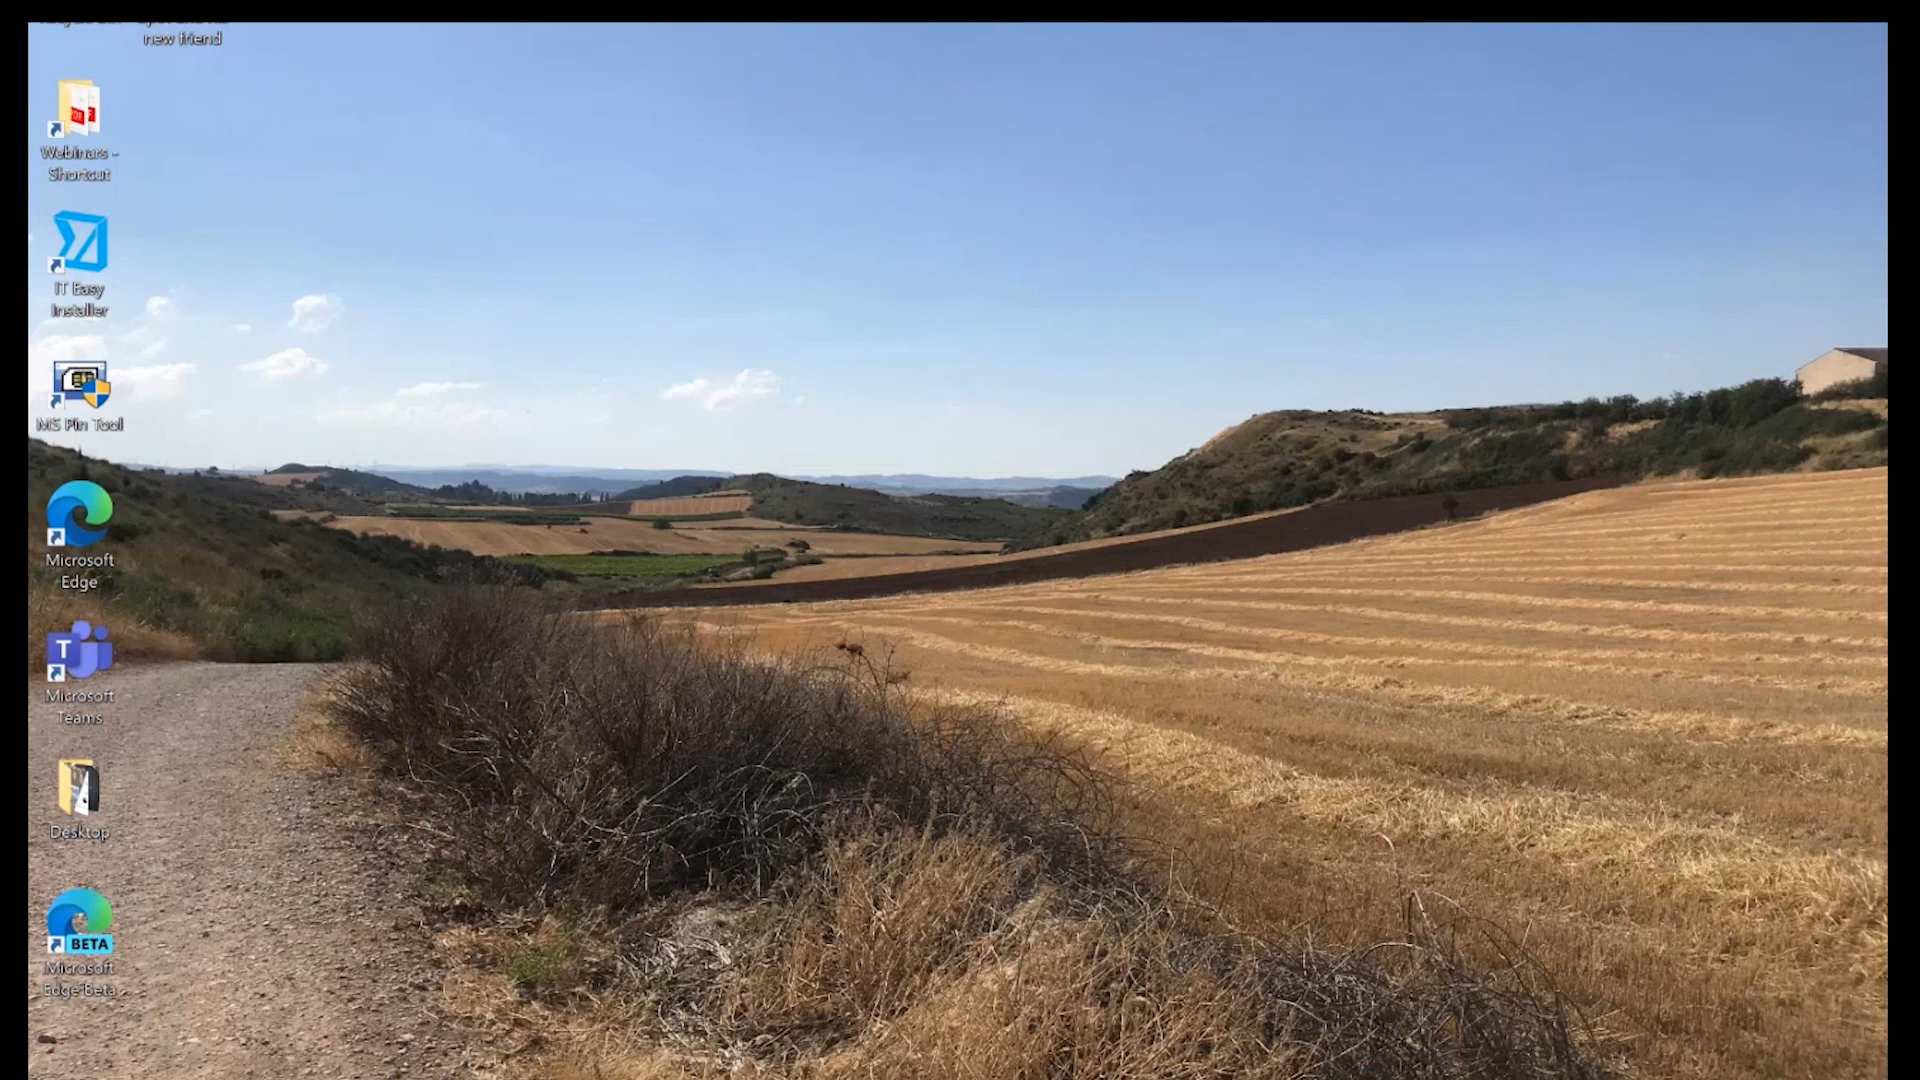 new friend
Webinars -
Shortcut
IT Easy
Installer
MS Pin Tool
Microsoft
Edge
T
Microsoft
Teams
Desktop
BETA
Microsoft
Edge Beta